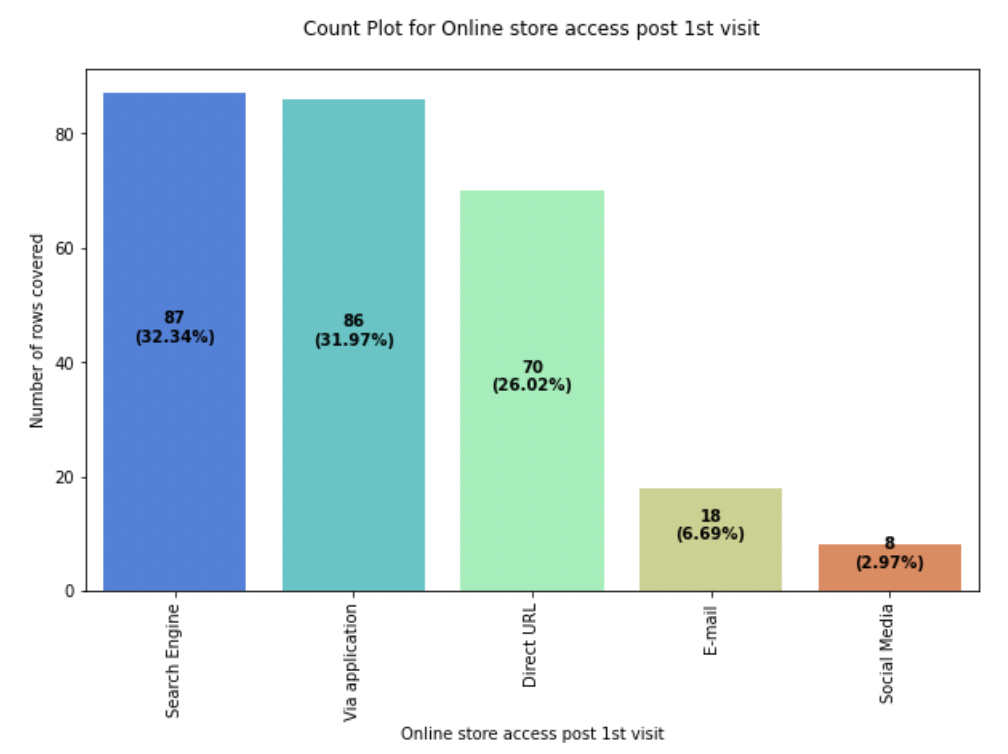 Count Plot for Online store access post 1st visit
Number of rows covered
80
60
40
20
0
87
(32.34%)
86
(31.97%)
70
(26.02%)
18
(6.69%)
8
(2.97%)
Search Engine
Via application
Direct URL
E-mail
Social Media
Online store access post 1st visit